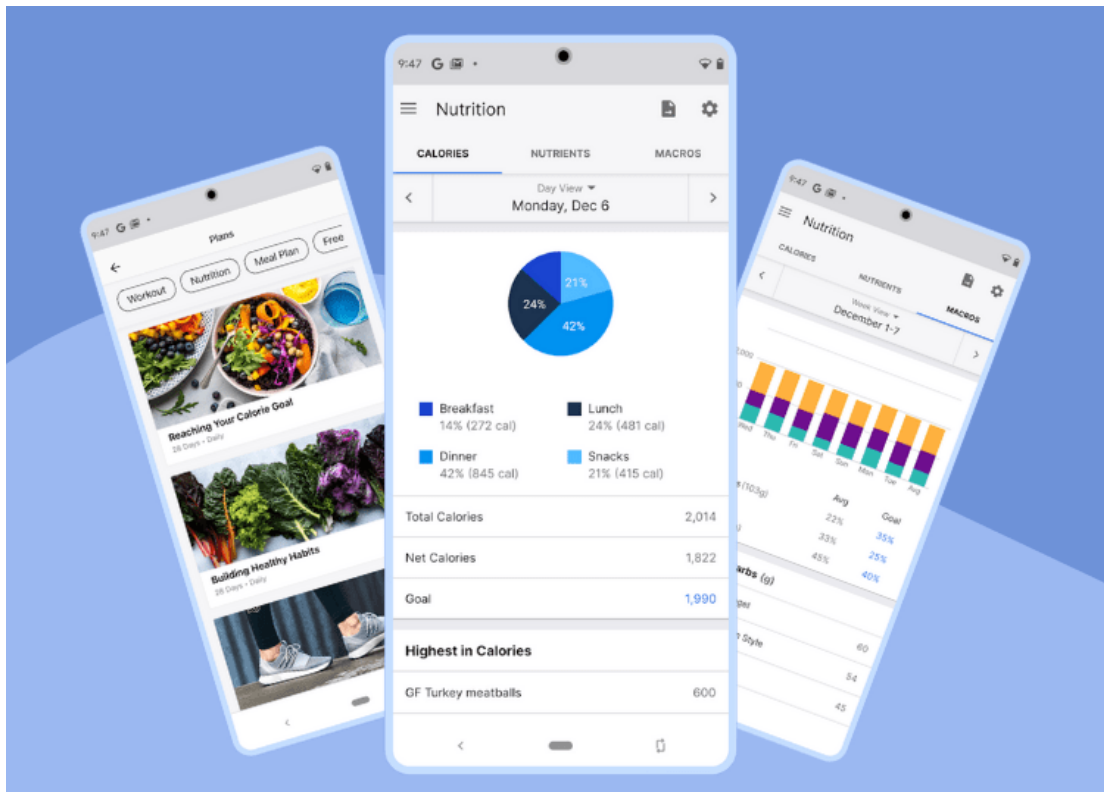 9:47 G
Plans
Workout
Nutrition
Meal Plan
Free
Reaching Your Calorie Goal
28 Days • Daily
Building Healthy Habits
28 Days • Daily
9:47 G
Nutrition
CALORIES NUTRIENTS MACROS
Day View
Monday, Dec 6
21%
24%
42%
Breakfast
14% (272 cal)
Lunch
24% (481 cal)
Dinner
42% (845 cal)
Snacks
21% (415 cal)
Total Calories 2,014
Net Calories 1,822
Goal 1,990
Highest in Calories
GF Turkey meatballs 600
9:47 G
Nutrition
CALORIES NUTRIENTS MACROS
Week View
December 1-7
Wed Thu Fri Sat Sun Mon Tue Avg
Avg Goal
(103g) 22% 35%
33% 25%
45% 40%
(g)
60
Style 54
45